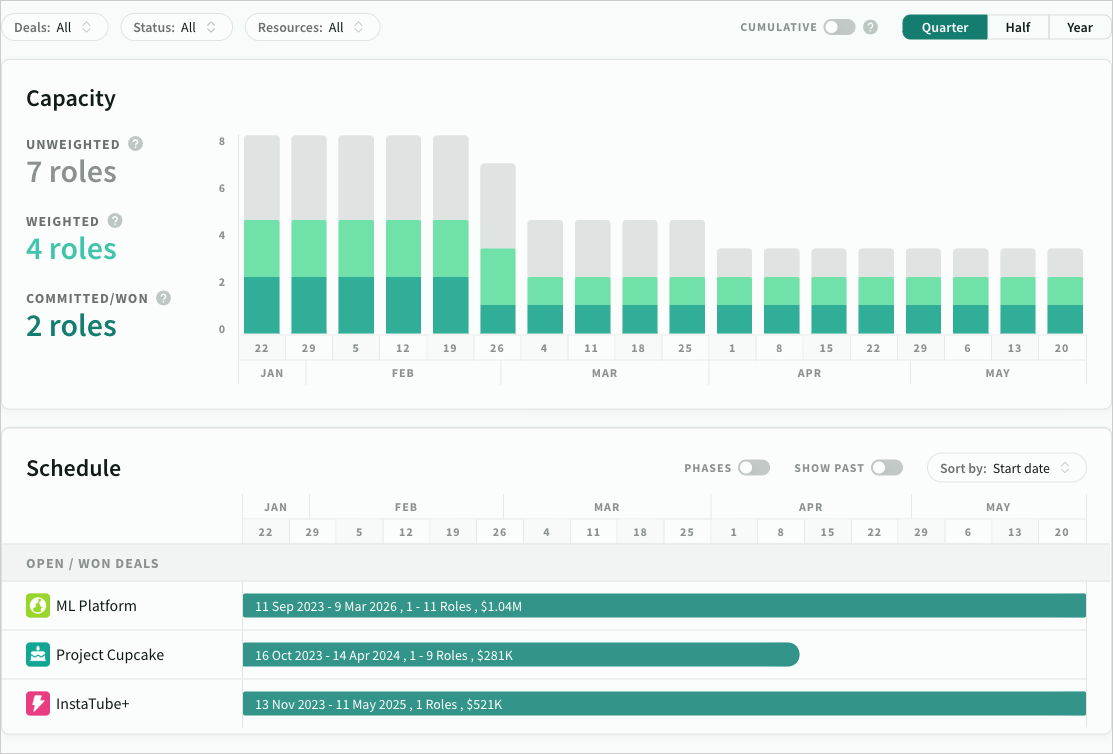 Deals: All Status: All Resources: All CUMULATIVE ? Quarter Half Year
Capacity
UNWEIGHTED ?
7 roles
WEIGHTED ?
4 roles
COMMITTED/WON ?
2 roles
8
6
4
2
0
22 29 5 12 19 26 4 11 18 25 1 8 15 22 29 6 13 20
JAN FEB MAR APR MAY
Schedule PHASES SHOW PAST Sort by: Start date
JAN FEB MAR APR MAY
22 29 5 12 19 26 4 11 18 25 1 8 15 22 29 6 13 20
OPEN / WON DEALS
ML Platform 11 Sep 2023 - 9 Mar 2026 , 1 - 11 Roles , $1.04M
Project Cupcake 16 Oct 2023 - 14 Apr 2024 , 1 - 9 Roles , $281K
InstaTube+ 13 Nov 2023 - 11 May 2025 , 1 Roles , $521K